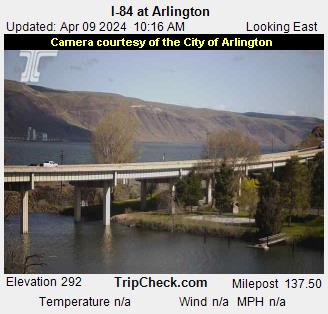 I-84 at Arlington
Updated: Apr 09 2024 10:16 AM Looking East
Camera courtesy of the City of Arlington
Elevation 292 TripCheck.com Milepost 137.50
Temperature n/a Wind n/a MPH n/a